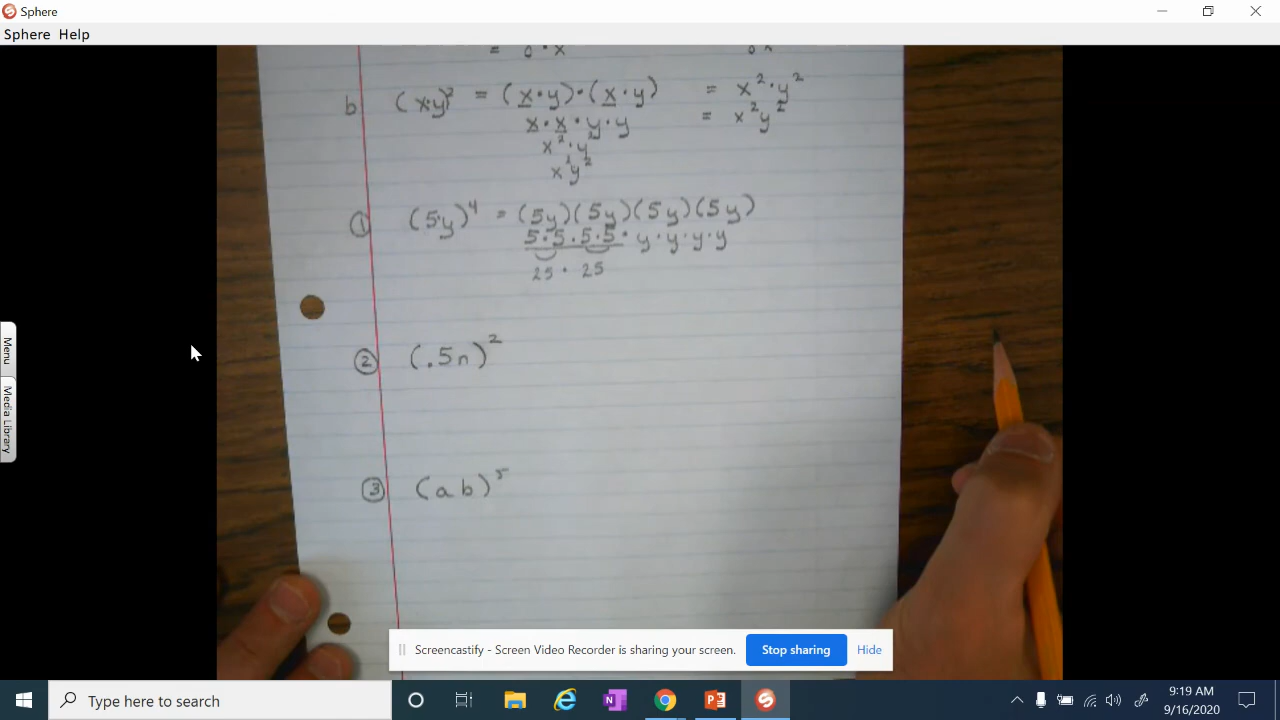 Sphere
Sphere Help
b (x·y)² = (x·y)·(x·y) = x²·y²
x·x·y·y = x²y²
x²·y²
x²y²
① (5·y)⁴ = (5y)(5y)(5y)(5y)
5·5·5·5·y·y·y·y
25 · 25
② (.5n)²
③ (ab)⁵
Menu
Media Library
Screencastify - Screen Video Recorder is sharing your screen. Stop sharing Hide
Type here to search
9:19 AM
9/16/2020